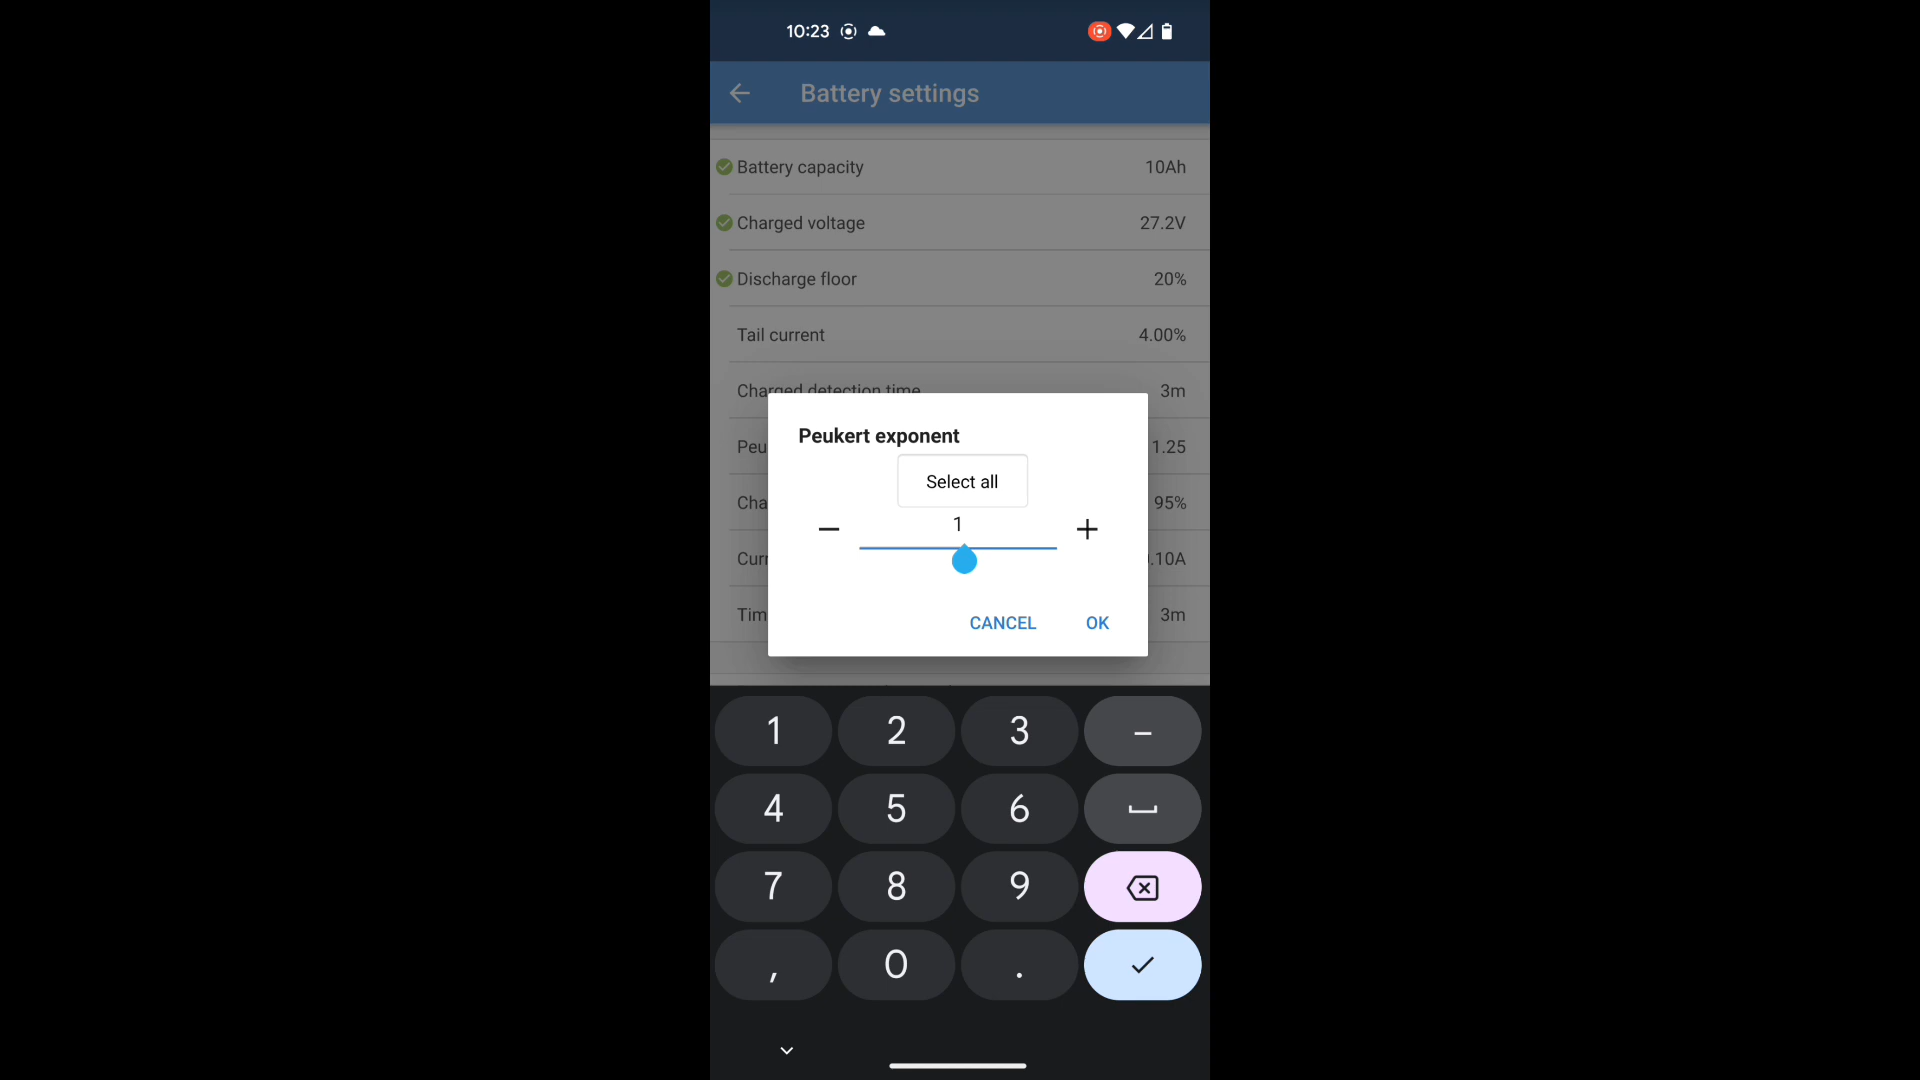 10:23
Battery settings
Battery capacity 10Ah
Charged voltage 27.2V
Discharge floor 20%
Tail current 4.00%
Charged detection time 3m
Peukert exponent
Peu 1.25
Select all
Cha 95%
− 1 +
Curr .10A
Tim 3m
CANCEL OK
1 2 3 –
4 5 6
7 8 9
, 0 .